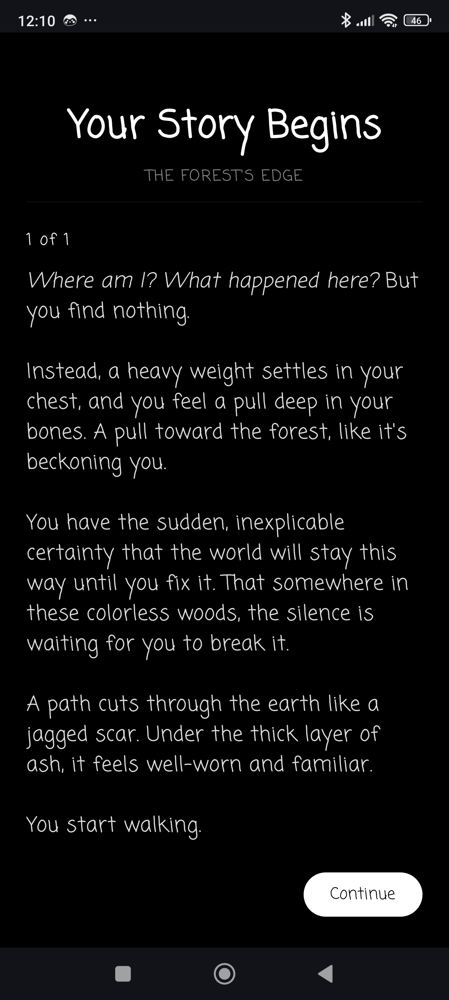 12:10
46
Your Story Begins
THE FOREST'S EDGE
1 of 1
Where am I? What happened here? But
you find nothing.
Instead, a heavy weight settles in your
chest, and you feel a pull deep in your
bones. A pull toward the forest, like it's
beckoning you.
You have the sudden, inexplicable
certainty that the world will stay this
way until you fix it. That somewhere in
these colorless woods, the silence is
waiting for you to break it.
A path cuts through the earth like a
jagged scar. Under the thick layer of
ash, it feels well-worn and familiar.
You start walking.
Continue